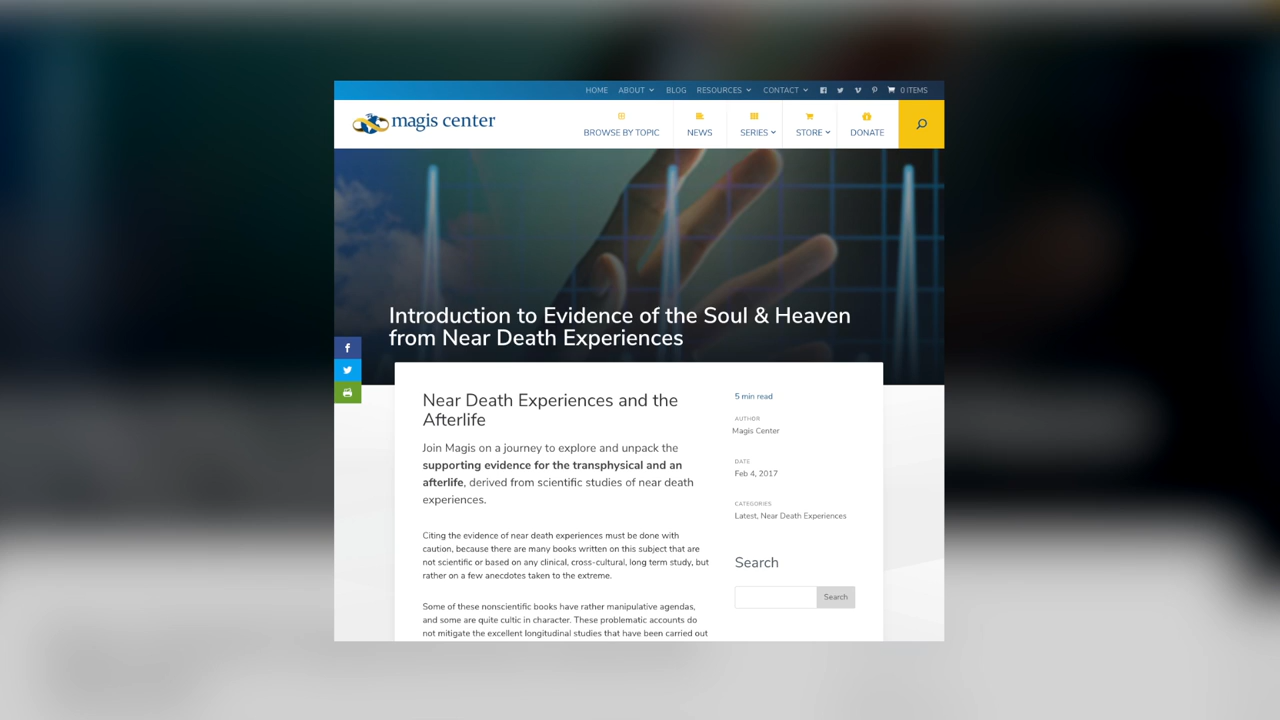 HOME ABOUT BLOG RESOURCES CONTACT 0 ITEMS
magis center
BROWSE BY TOPIC NEWS SERIES STORE DONATE
Introduction to Evidence of the Soul & Heaven
from Near Death Experiences
Near Death Experiences and the
Afterlife
Join Magis on a journey to explore and unpack the
supporting evidence for the transphysical and an
afterlife, derived from scientific studies of near death
experiences.
Citing the evidence of near death experiences must be done with
caution, because there are many books written on this subject that are
not scientific or based on any clinical, cross-cultural, long term study, but
rather on a few anecdotes taken to the extreme.
Some of these nonscientific books have rather manipulative agendas,
and some are quite cultic in character. These problematic accounts do
not mitigate the excellent longitudinal studies that have been carried out
5 min read
AUTHOR
Magis Center
DATE
Feb 4, 2017
CATEGORIES
Latest, Near Death Experiences
Search
Search